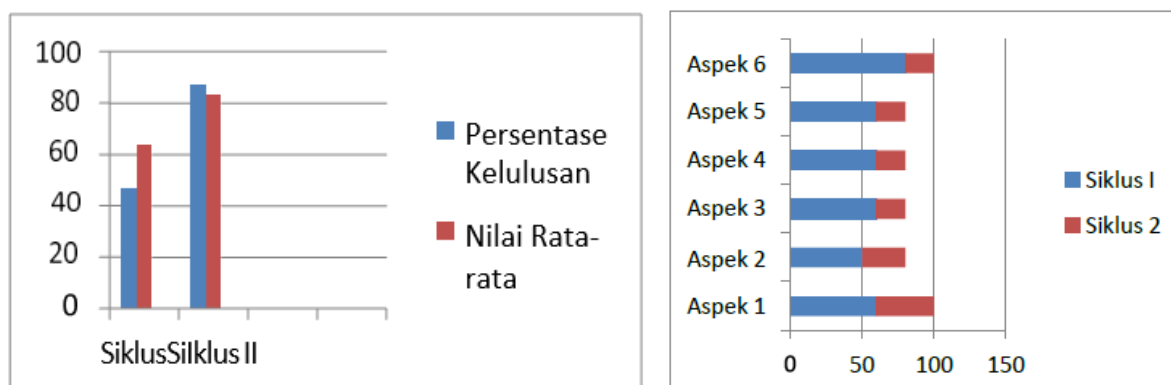 100
80
60
40
20
0
SiklusSiIklus II
Persentase
Kelulusan
Nilai Rata-
rata
Aspek 6
Aspek 5
Aspek 4
Aspek 3
Aspek 2
Aspek 1
0 50 100 150
Siklus I
Siklus 2